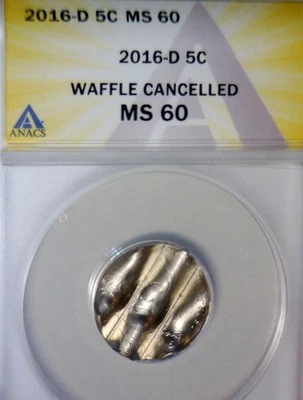 2016-D 5C MS 60
2016-D 5C
WAFFLE CANCELLED
MS 60
ANACS